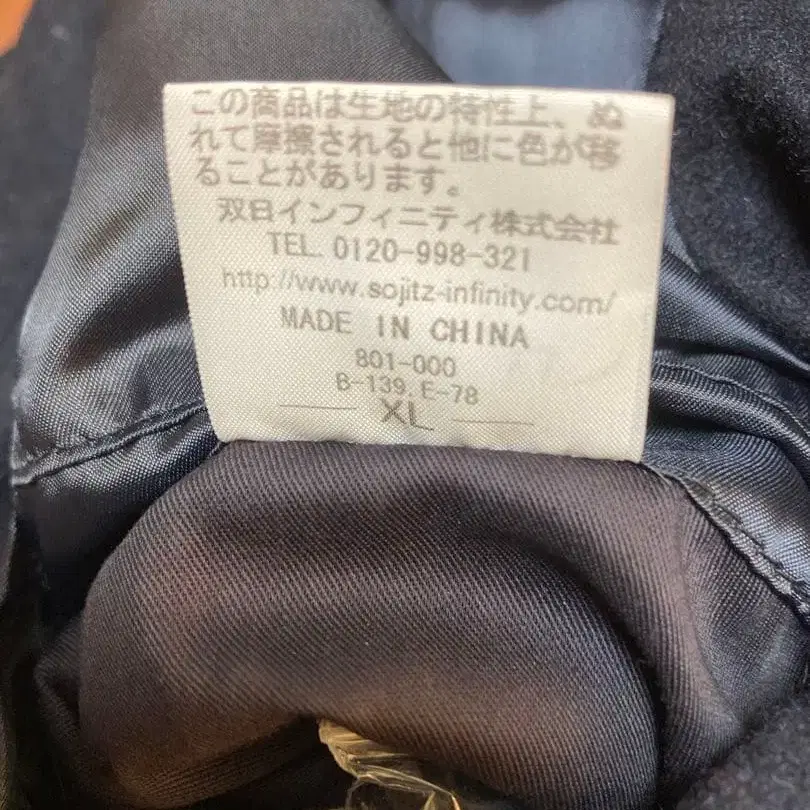 この商品は生地の特性上、ぬ
れて摩擦されると他に色が移
ることがあります。
双日インフィニティ株式会社
TEL. 0120-998-321
http://www.sojitz-infinity.com/
MADE IN CHINA
801-000
B-139, E-78
XL